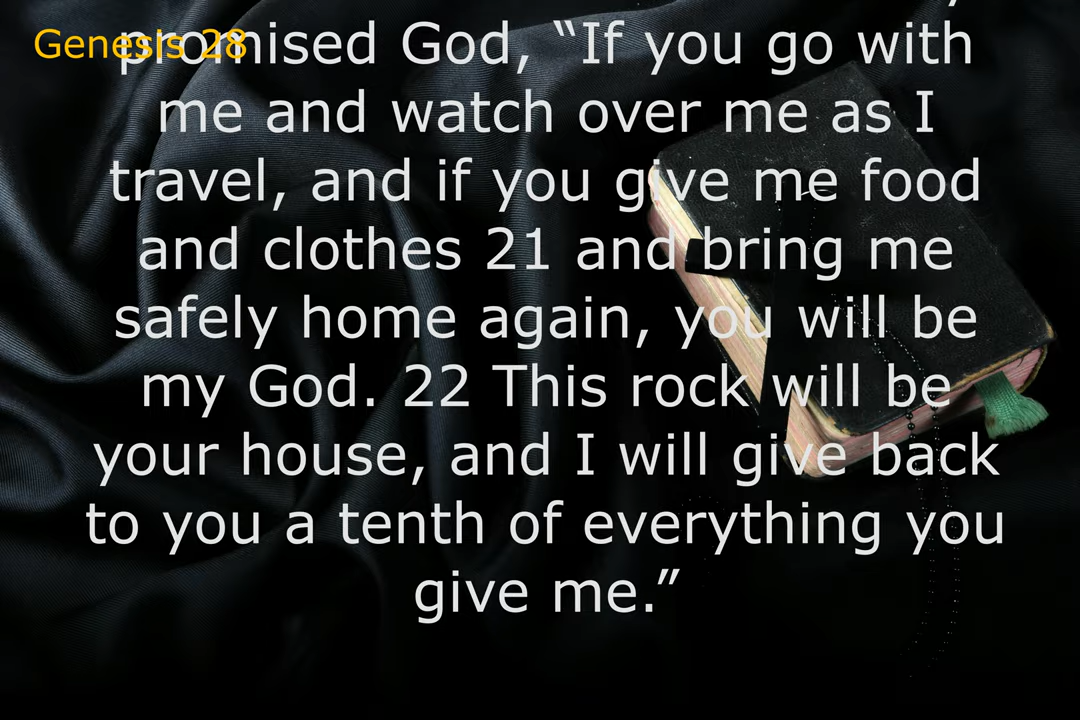 Genesis 28
promised God, “If you go with
me and watch over me as I
travel, and if you give me food
and clothes 21 and bring me
safely home again, you will be
my God. 22 This rock will be
your house, and I will give back
to you a tenth of everything you
give me.”